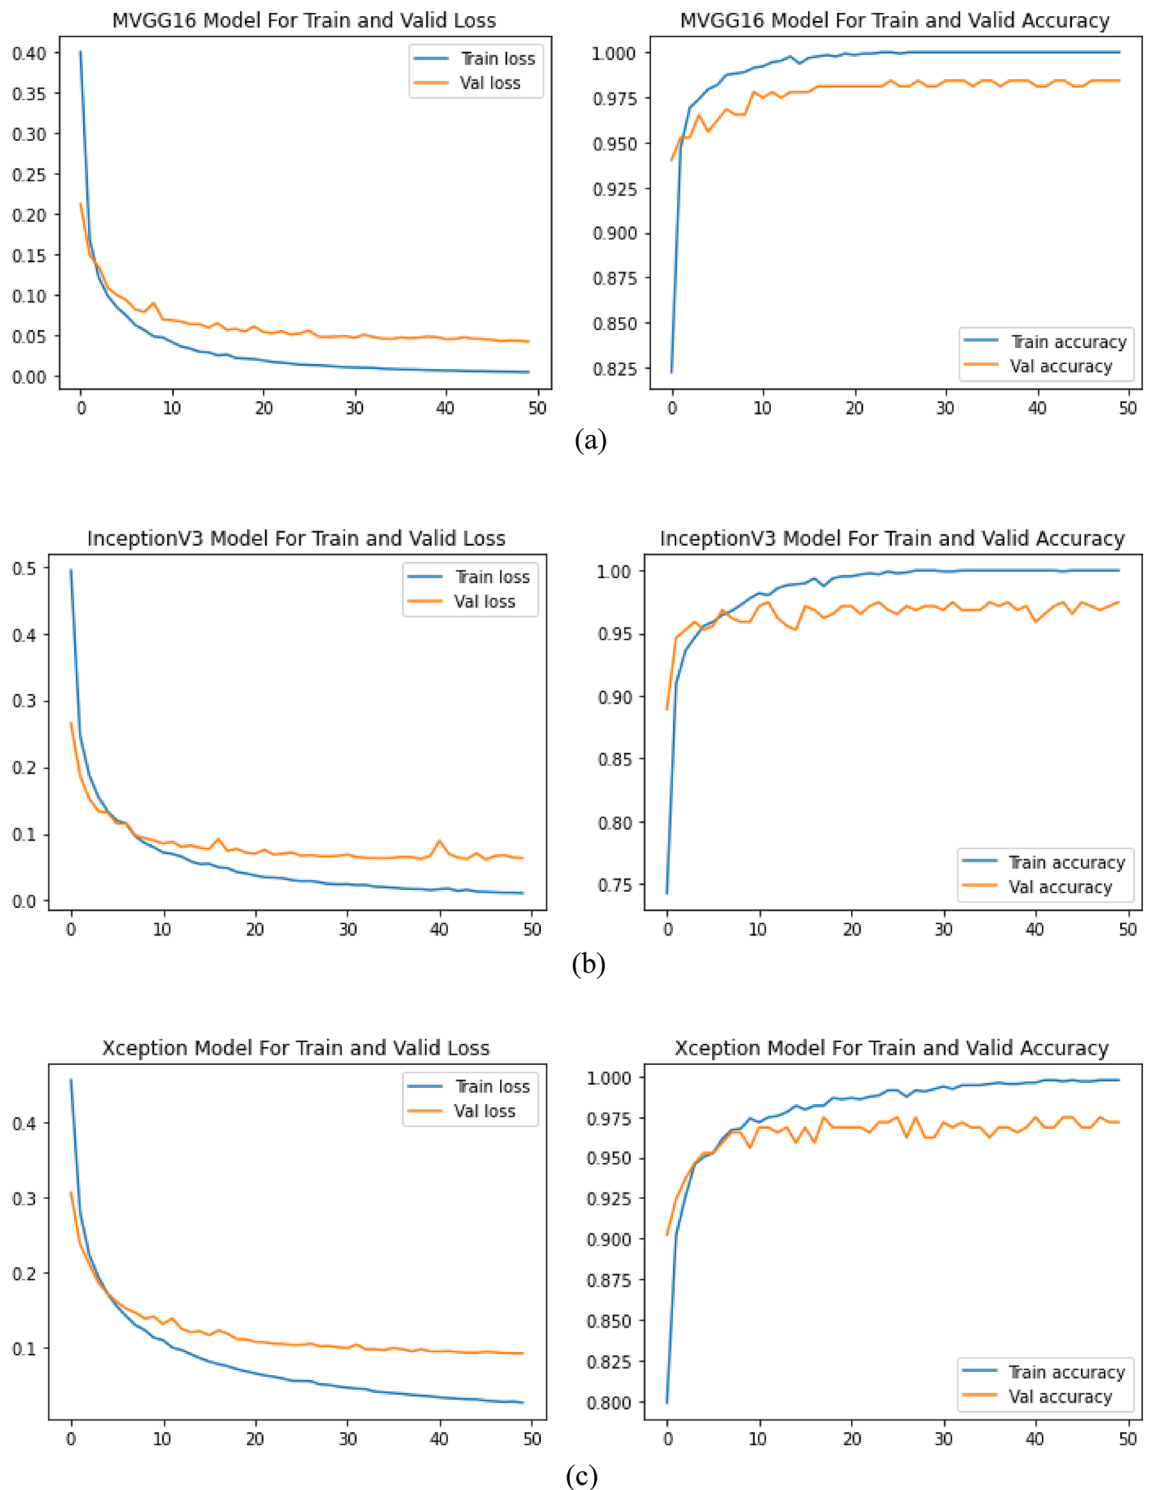 MVGG16 Model For Train and Valid Loss
0.40
0.35
0.30
0.25
0.20
0.15
0.10
0.05
0.00
Train loss
Val loss
0 10 20 30 40 50
MVGG16 Model For Train and Valid Accuracy
1.000
0.975
0.950
0.925
0.900
0.875
0.850
0.825
Train accuracy
Val accuracy
0 10 20 30 40 50
(a)
InceptionV3 Model For Train and Valid Loss
0.5
0.4
0.3
0.2
0.1
0.0
Train loss
Val loss
0 10 20 30 40 50
InceptionV3 Model For Train and Valid Accuracy
1.00
0.95
0.90
0.85
0.80
0.75
Train accuracy
Val accuracy
0 10 20 30 40 50
(b)
Xception Model For Train and Valid Loss
0.4
0.3
0.2
0.1
Train loss
Val loss
0 10 20 30 40 50
Xception Model For Train and Valid Accuracy
1.000
0.975
0.950
0.925
0.900
0.875
0.850
0.825
0.800
Train accuracy
Val accuracy
0 10 20 30 40 50
(c)